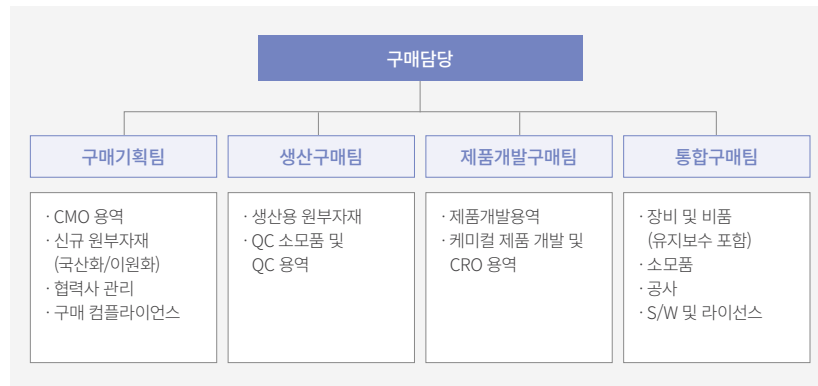 구매담당
구매기획팀
생산구매팀
제품개발구매팀
통합구매팀
· CMO 용역
· 신규 원부자재
(국산화/이원화)
· 협력사 관리
· 구매 컴플라이언스
· 생산용 원부자재
· QC 소모품 및
QC 용역
· 제품개발용역
· 케미컬 제품 개발 및
CRO 용역
· 장비 및 비품
(유지보수 포함)
· 소모품
· 공사
· S/W 및 라이선스